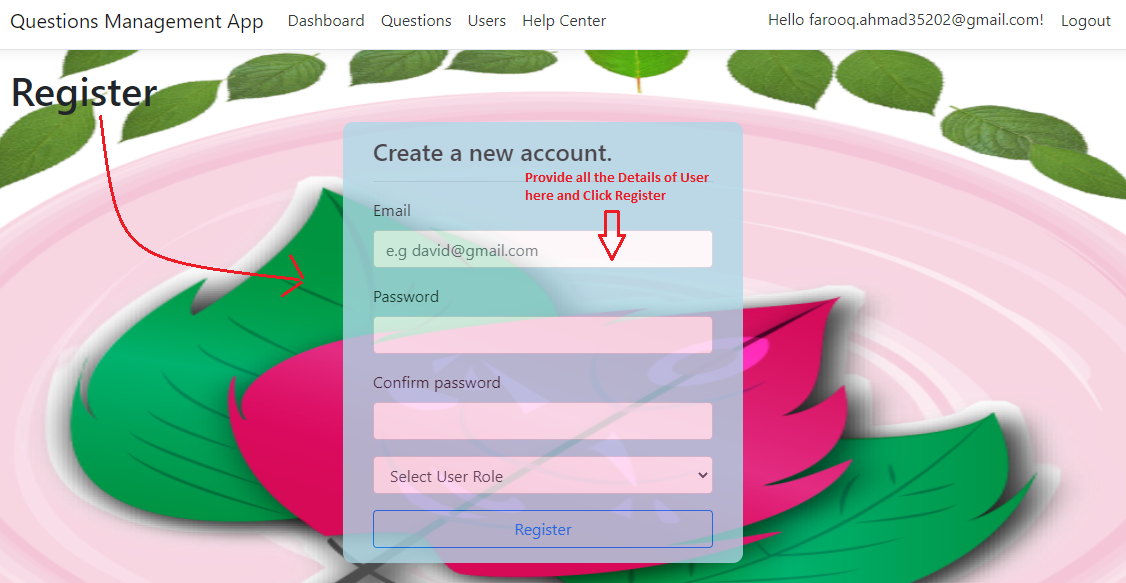 Questions Management App Dashboard Questions Users Help Center Hello farooq.ahmad35202@gmail.com! Logout
Register
Create a new account.
Provide all the Details of User
here and Click Register
Email
e.g david@gmail.com
Password
Confirm password
Select User Role
Register